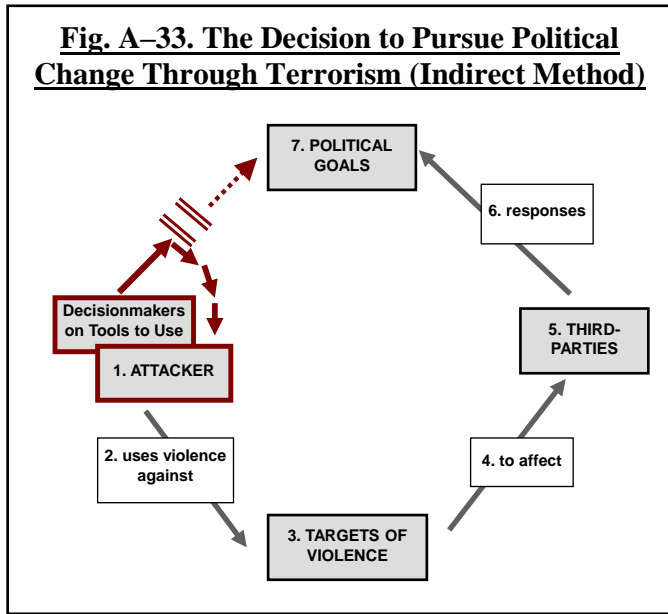 Fig. A–33. The Decision to Pursue Political
Change Through Terrorism (Indirect Method)
7. POLITICAL
GOALS
6. responses
Decisionmakers
on Tools to Use
1. ATTACKER
5. THIRD-
PARTIES
2. uses violence
against
4. to affect
3. TARGETS OF
VIOLENCE